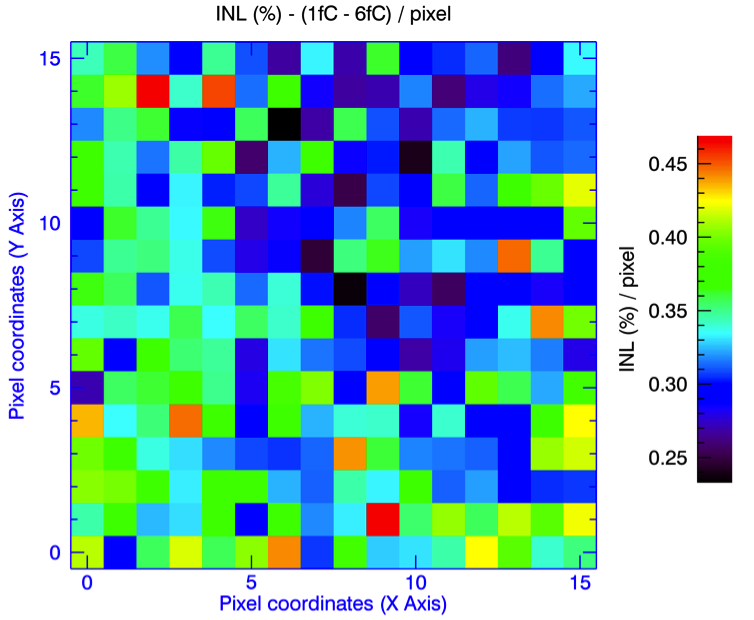 INL (%) - (1fC - 6fC) / pixel
15
10
5
0
0 5 10 15
Pixel coordinates (X Axis)
Pixel coordinates (Y Axis)
0.45
0.40
0.35
0.30
0.25
INL (%) / pixel